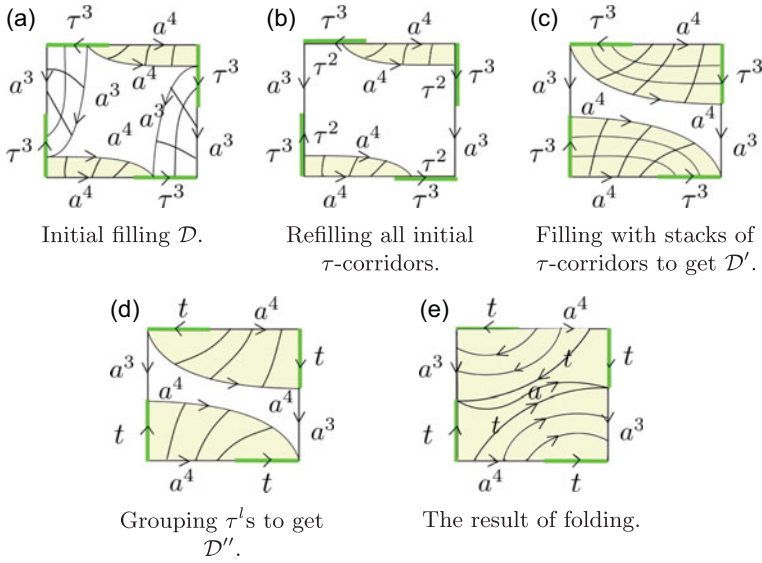 (a) (b) (c)
τ³ a⁴ τ³ a⁴ τ³ a⁴
a³ a³ a⁴ a³ τ³ a³ τ² a⁴ τ² τ³ a³ a⁴ τ³
τ³ a⁴ a³ τ³ τ² a⁴ τ² a³ τ³ a³
a⁴ τ³ a⁴ τ³ a⁴ τ³
Initial filling 𝒟.
Refilling all initial
τ-corridors.
Filling with stacks of
τ-corridors to get 𝒟′.
(d) (e)
t a⁴ t a⁴
a³ a⁴ a⁴ t a³ t a t
t a³ t t a³
a⁴ t a⁴ t
Grouping τˡs to get
𝒟″.
The result of folding.